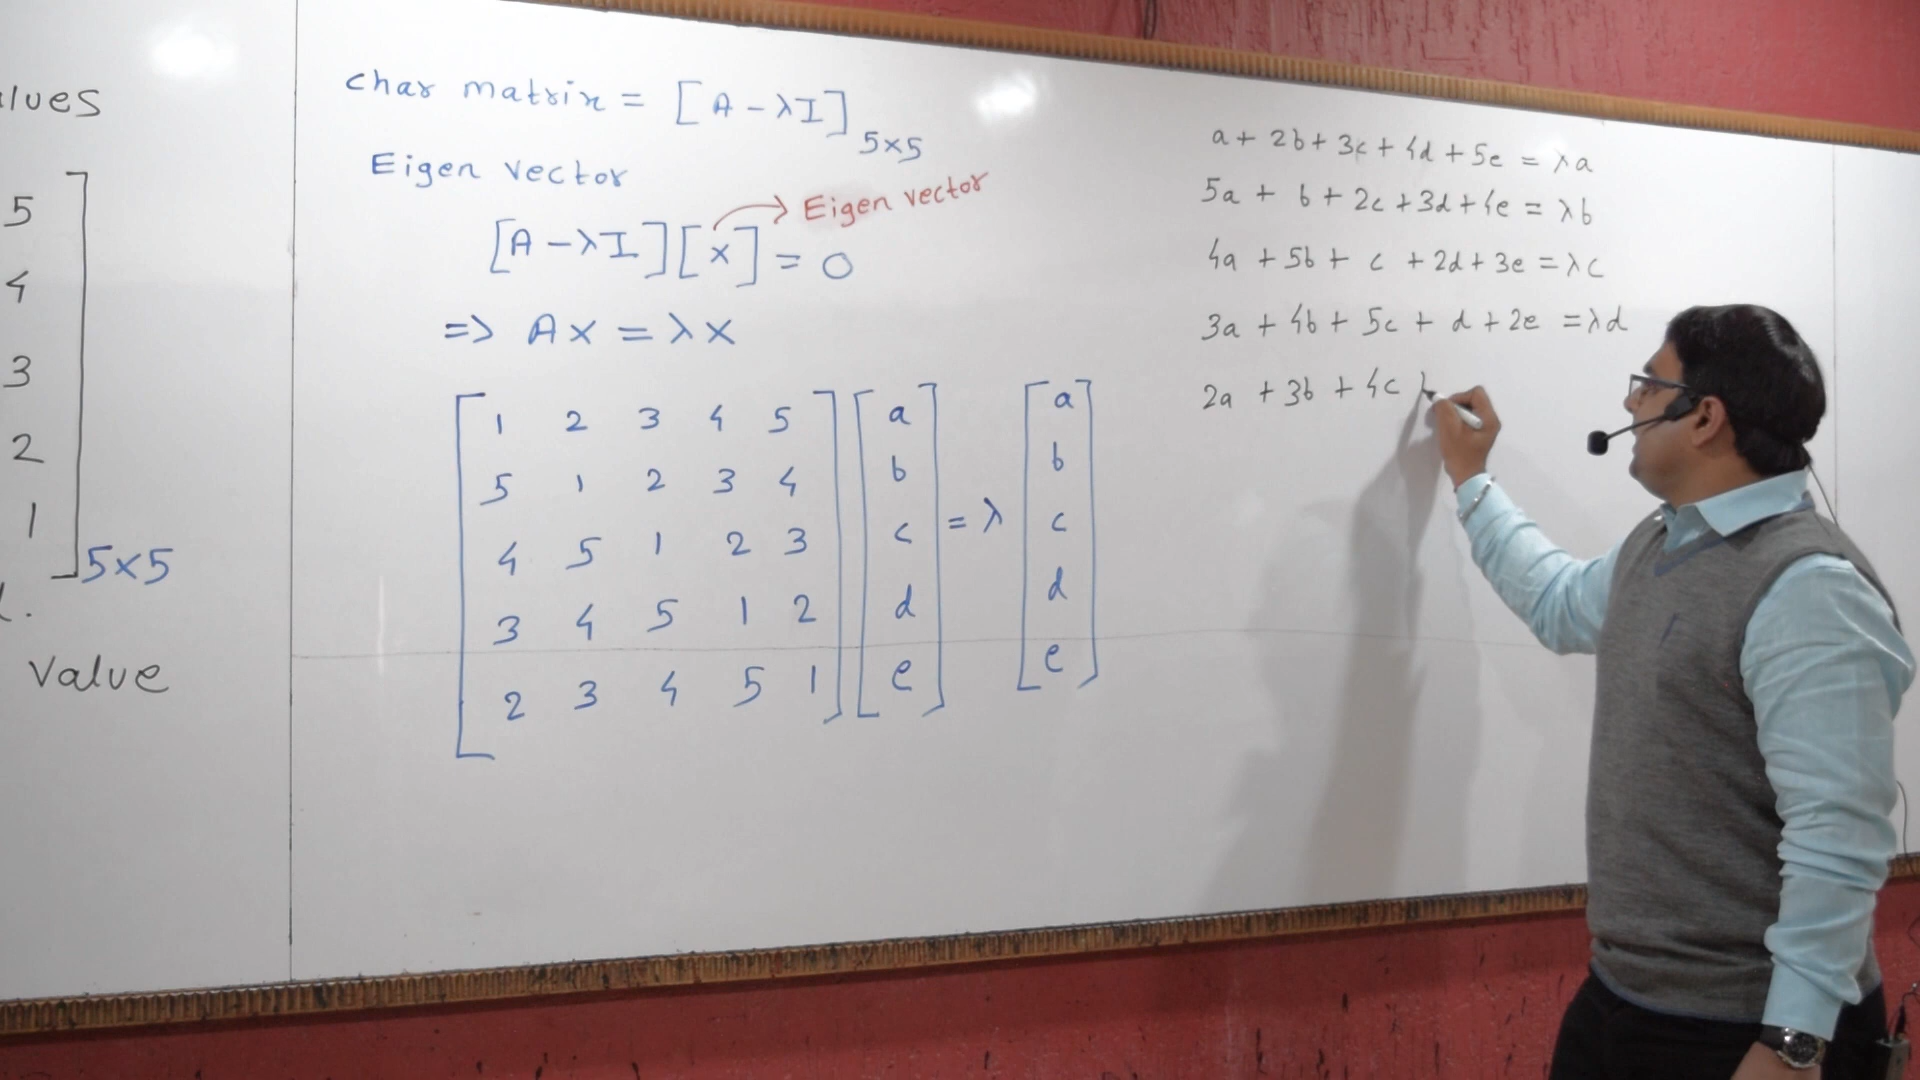 5
4
3
2
1
5×5
Value
char matrix = [A - λI] 5×5
Eigen vector
[A - λI] [x] = 0
→ Eigen vector
=> AX = λX
[1 2 3 4 5] [a] [a]
[5 1 2 3 4] [b] [b]
[4 5 1 2 3] [c] = λ [c]
[3 4 5 1 2] [d] [d]
[2 3 4 5 1] [e] [e]
a + 2b + 3c + 4d + 5e = λa
5a + b + 2c + 3d + 4e = λb
4a + 5b + c + 2d + 3e = λc
3a + 4b + 5c + d + 2e = λd
2a + 3b + 4c +